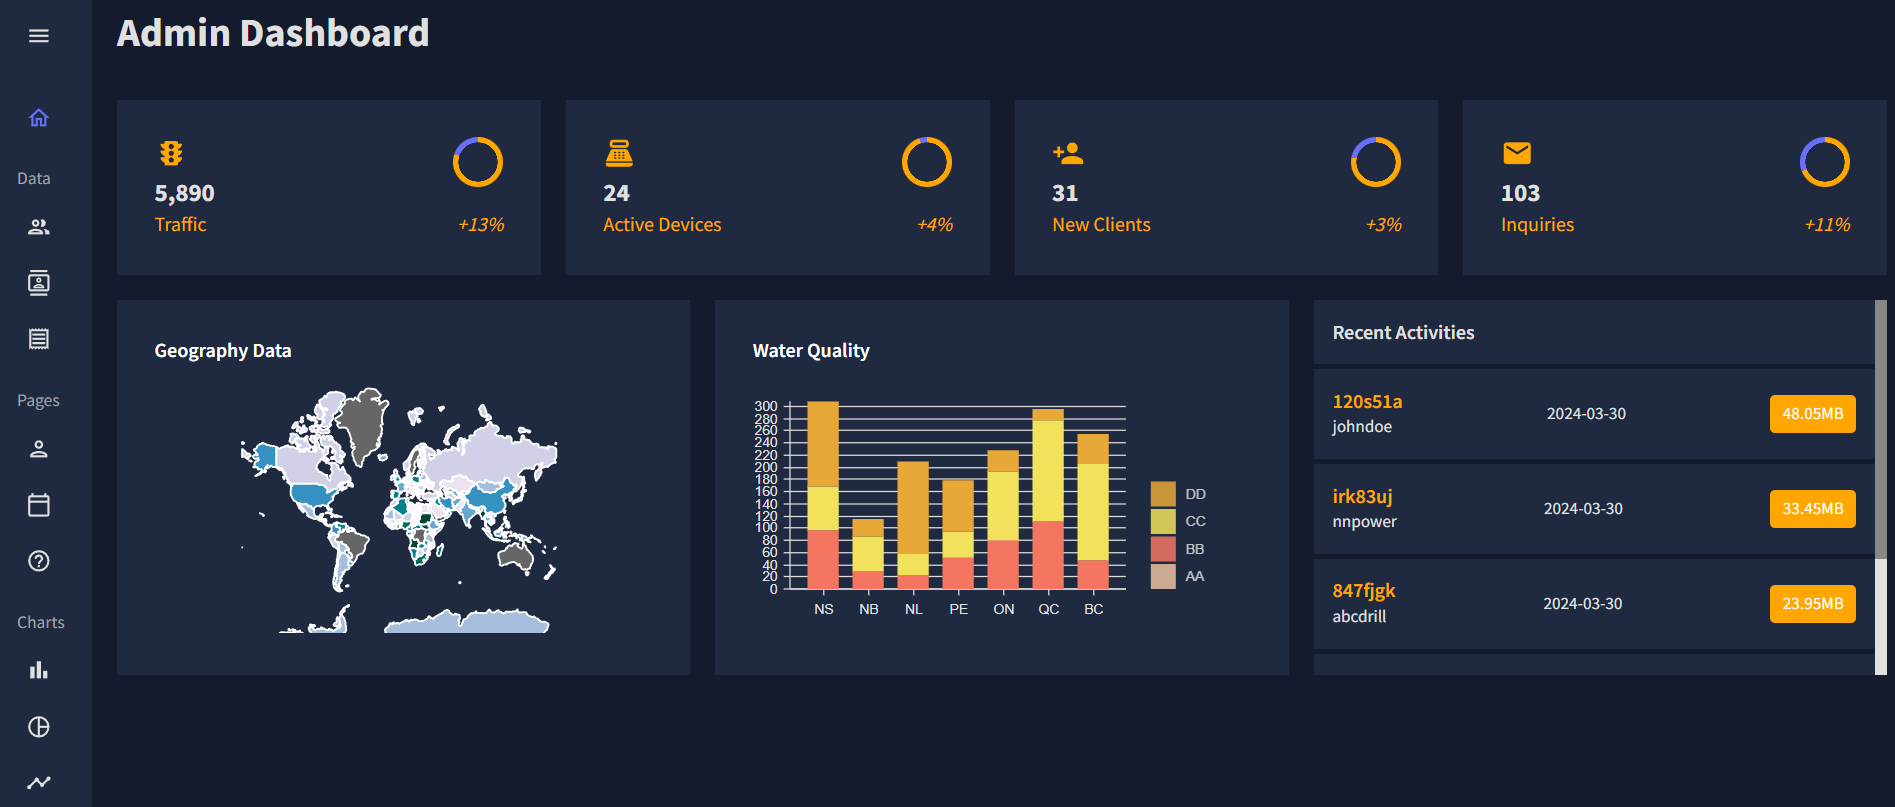 Admin Dashboard
Data
Pages
Charts
5,890
Traffic
+13%
24
Active Devices
+4%
31
New Clients
+3%
103
Inquiries
+11%
Geography Data
Water Quality
300
280
260
240
220
200
180
160
140
120
100
80
60
40
20
0
NS NB NL PE ON QC BC
DD
CC
BB
AA
Recent Activities
120s51a
johndoe
2024-03-30
48.05MB
irk83uj
nnpower
2024-03-30
33.45MB
847fjgk
abcdrill
2024-03-30
23.95MB